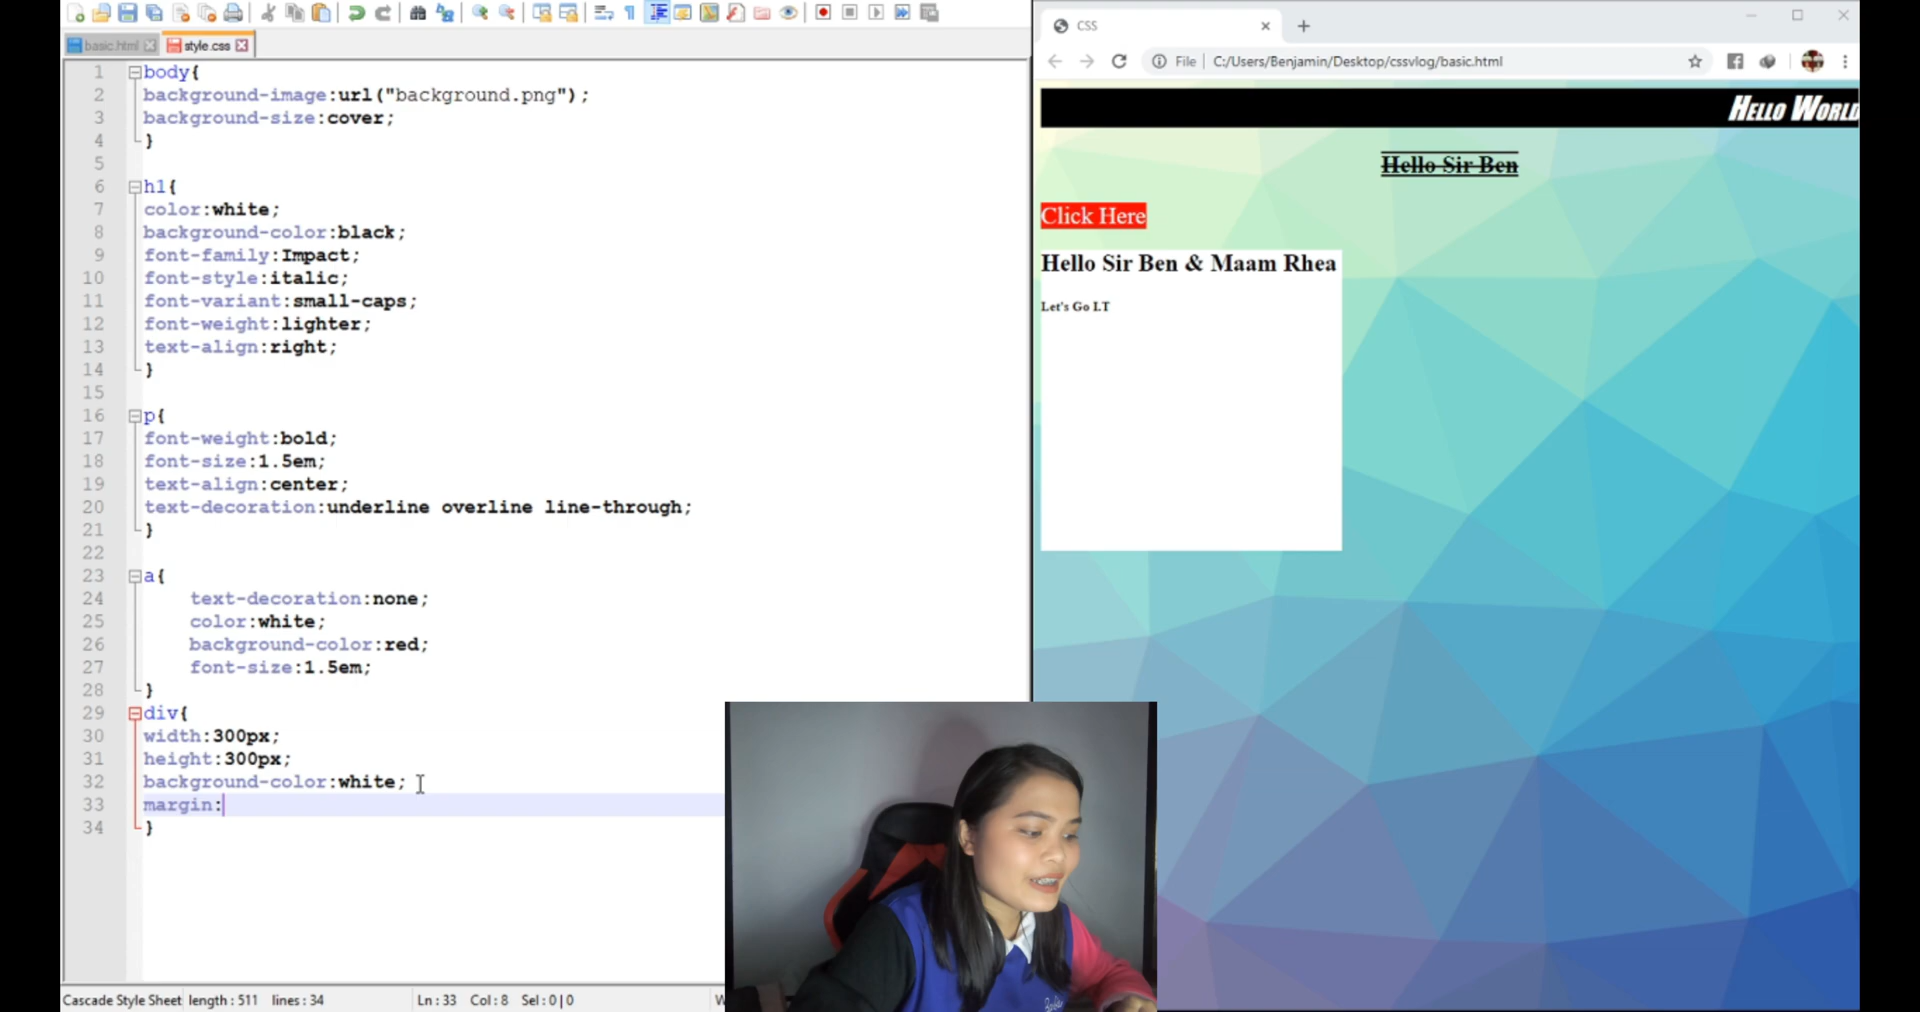 basic.html
style.css
1 body{
2 background-image:url("background.png");
3 background-size:cover;
4 }
5
6 h1{
7 color:white;
8 background-color:black;
9 font-family:Impact;
10 font-style:italic;
11 font-variant:small-caps;
12 font-weight:lighter;
13 text-align:right;
14 }
15
16 p{
17 font-weight:bold;
18 font-size:1.5em;
19 text-align:center;
20 text-decoration:underline overline line-through;
21 }
22
23 a{
24 text-decoration:none;
25 color:white;
26 background-color:red;
27 font-size:1.5em;
28 }
29 div{
30 width:300px;
31 height:300px;
32 background-color:white;
33 margin:
34 }
Cascade Style Sheet length : 511 lines : 34 Ln : 33 Col : 8 Sel : 0 | 0 W
CSS
File C:/Users/Benjamin/Desktop/cssvlog/basic.html
Hello World
Hello Sir Ben
Click Here
Hello Sir Ben & Maam Rhea
Let's Go LT